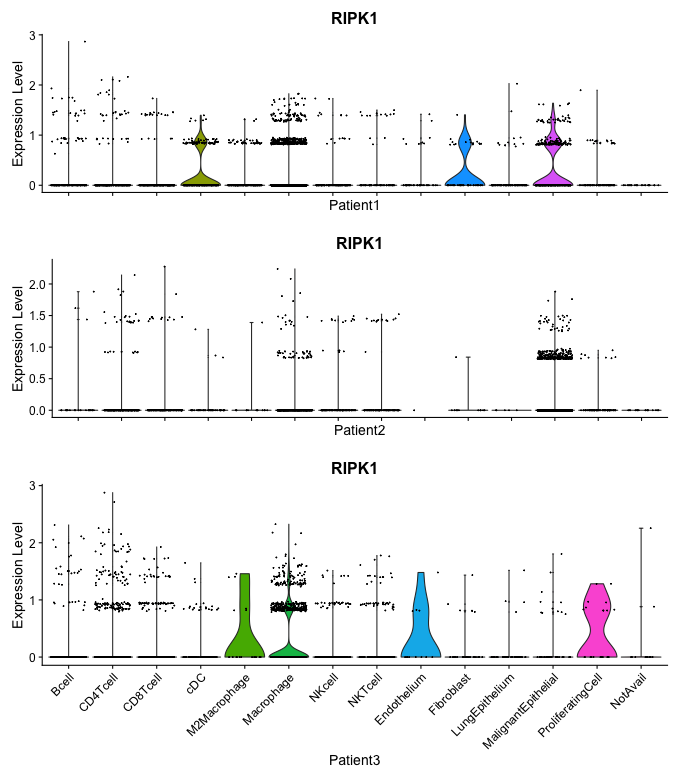 RIPK1
Expression Level
3
2
1
0
Patient1
RIPK1
Expression Level
2.0
1.5
1.0
0.5
0.0
Patient2
RIPK1
Expression Level
3
2
1
0
Bcell
CD4Tcell
CD8Tcell
cDC
M2Macrophage
Macrophage
NKcell
NKTcell
Endothelium
Fibroblast
LungEpithelium
MalignantEpithelial
ProliferatingCell
NotAvail
Patient3